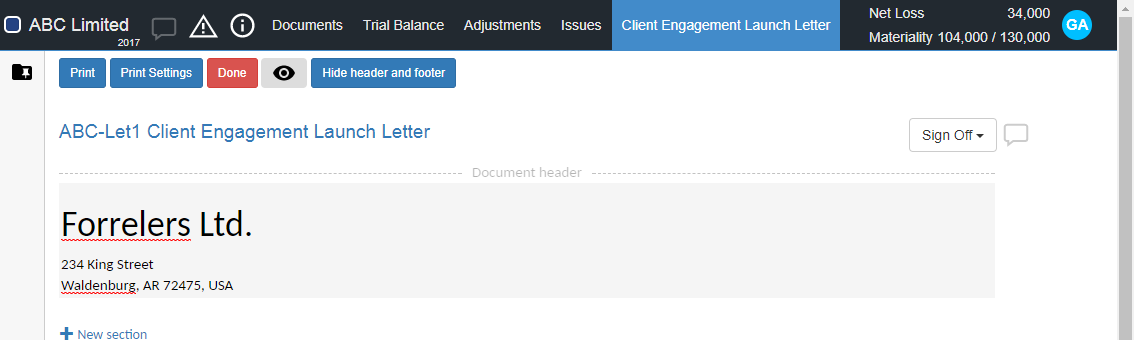 ABC Limited
2017
Documents
Trial Balance
Adjustments
Issues
Client Engagement Launch Letter
Net Loss 34,000
Materiality 104,000 / 130,000
GA
Print
Print Settings
Done
Hide header and footer
ABC-Let1 Client Engagement Launch Letter
Sign Off
Document header
Forrelers Ltd.
234 King Street
Waldenburg, AR 72475, USA
New section